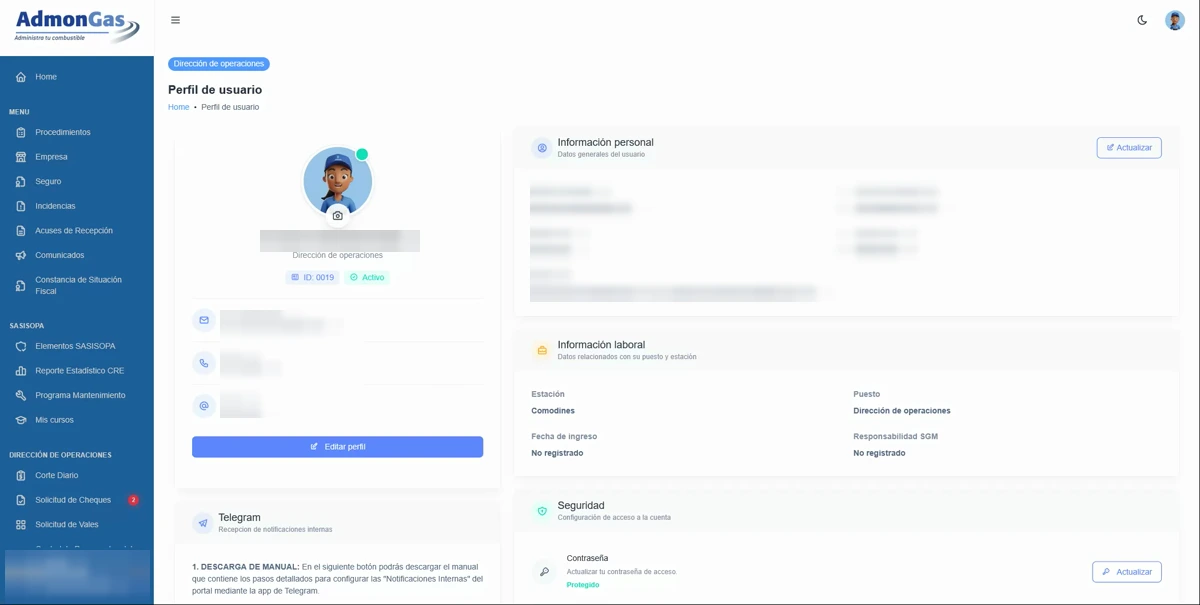 AdmonGas
Administra tu combustible
Home
MENU
Procedimientos
Empresa
Seguro
Incidencias
Acuses de Recepción
Comunicados
Constancia de Situación
Fiscal
SASISOPA
Elementos SASISOPA
Reporte Estadístico CRE
Programa Mantenimiento
Mis cursos
DIRECCIÓN DE OPERACIONES
Corte Diario
Solicitud de Cheques 2
Solicitud de Vales
Dirección de operaciones
Perfil de usuario
Home • Perfil de usuario
Dirección de operaciones
ID: 0019 Activo
Editar perfil
Telegram
Recepcion de notificaciones internas
1. DESCARGA DE MANUAL: En el siguiente botón podrás descargar el manual
que contiene los pasos detallados para configurar las "Notificaciones Internas" del
portal mediante la app de Telegram.
Información personal
Datos generales del usuario
Actualizar
Información laboral
Datos relacionados con su puesto y estación
Estación Puesto
Comodines Dirección de operaciones
Fecha de ingreso Responsabilidad SGM
No registrado No registrado
Seguridad
Configuración de acceso a la cuenta
Contraseña
Actualizar tu contraseña de acceso.
Protegido
Actualizar